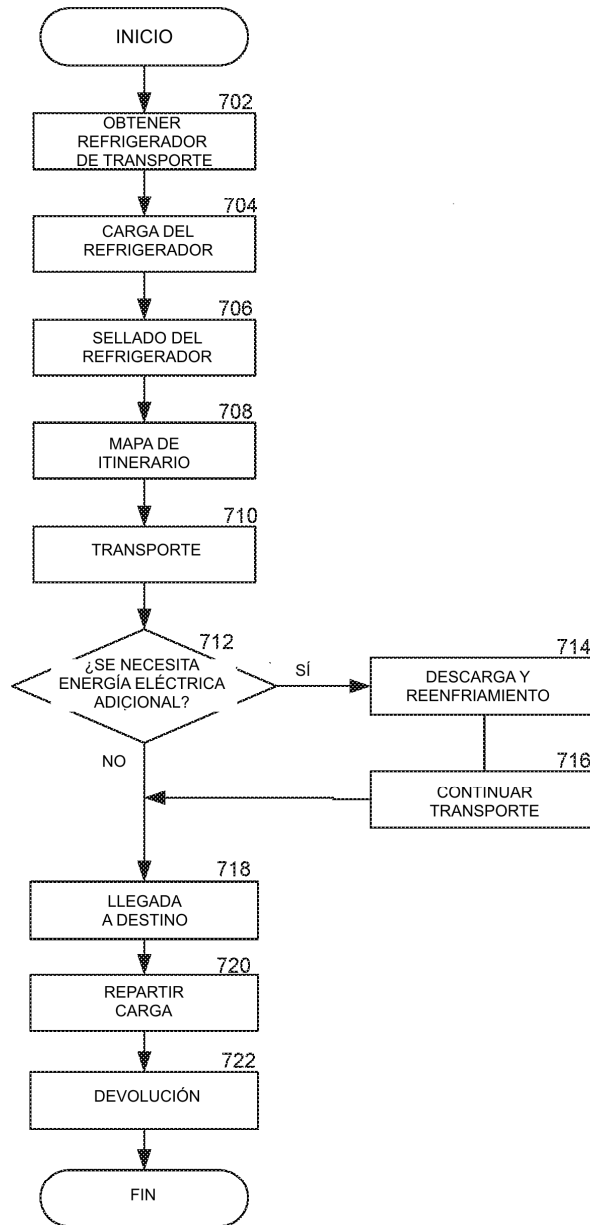 INICIO
702
OBTENER
REFRIGERADOR
DE TRANSPORTE
704
CARGA DEL
REFRIGERADOR
706
SELLADO DEL
REFRIGERADOR
708
MAPA DE
ITINERARIO
710
TRANSPORTE
712
¿SE NECESITA
ENERGÍA ELÉCTRICA
ADICIONAL?
SÍ
714
DESCARGA Y
REENFRIAMIENTO
NO
716
CONTINUAR
TRANSPORTE
718
LLEGADA
A DESTINO
720
REPARTIR
CARGA
722
DEVOLUCIÓN
FIN